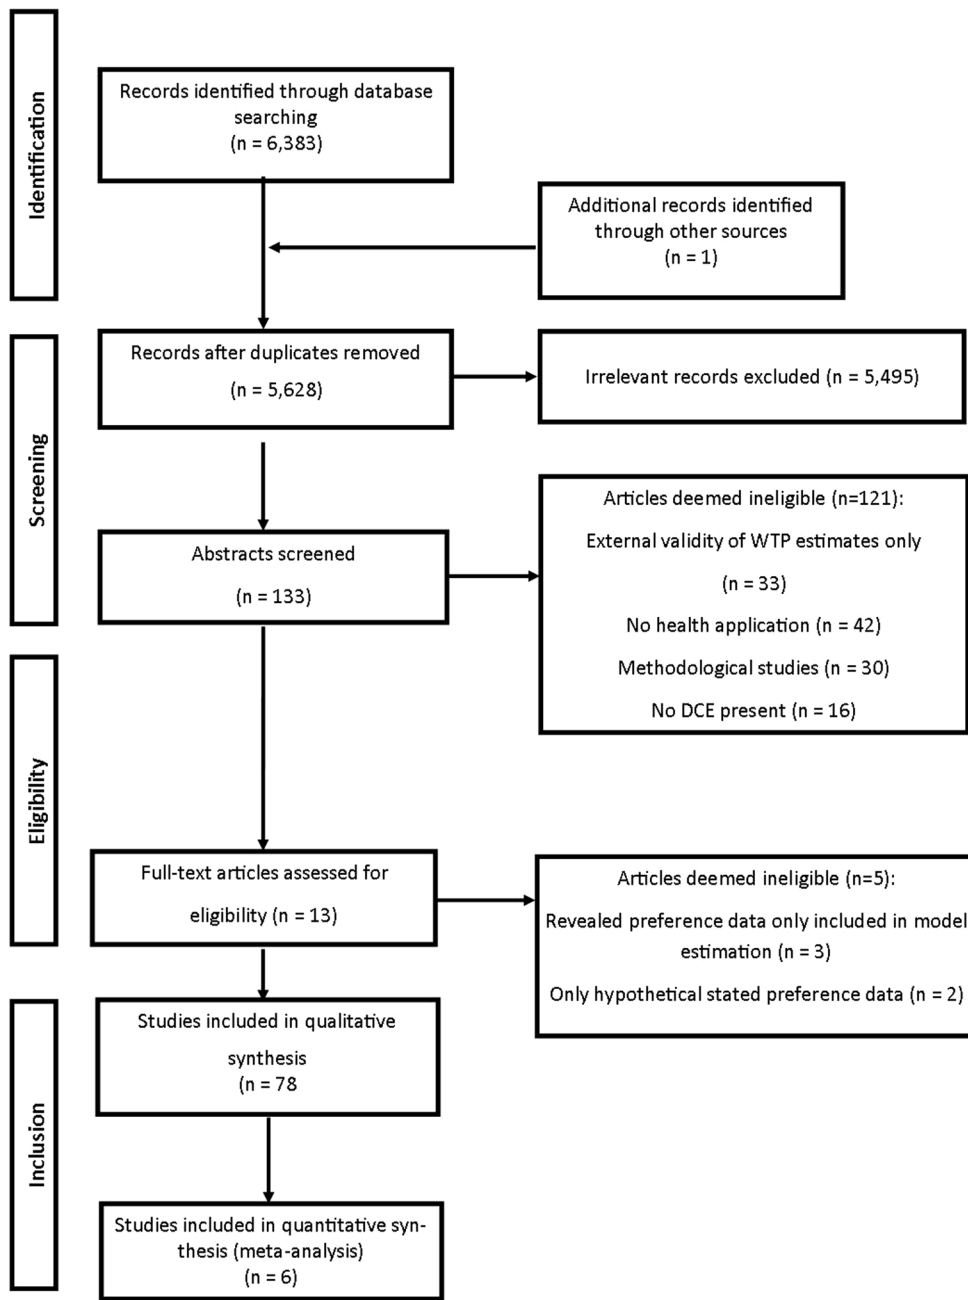 Identification
Records identified through database
searching
(n = 6,383)
Additional records identified
through other sources
(n = 1)
Screening
Records after duplicates removed
(n = 5,628)
Irrelevant records excluded (n = 5,495)
Abstracts screened
(n = 133)
Articles deemed ineligible (n=121):
External validity of WTP estimates only
(n = 33)
No health application (n = 42)
Methodological studies (n = 30)
No DCE present (n = 16)
Eligibility
Full-text articles assessed for
eligibility (n = 13)
Articles deemed ineligible (n=5):
Revealed preference data only included in model
estimation (n = 3)
Only hypothetical stated preference data (n = 2)
Inclusion
Studies included in qualitative
synthesis
(n = 78
Studies included in quantitative syn-
thesis (meta-analysis)
(n = 6)